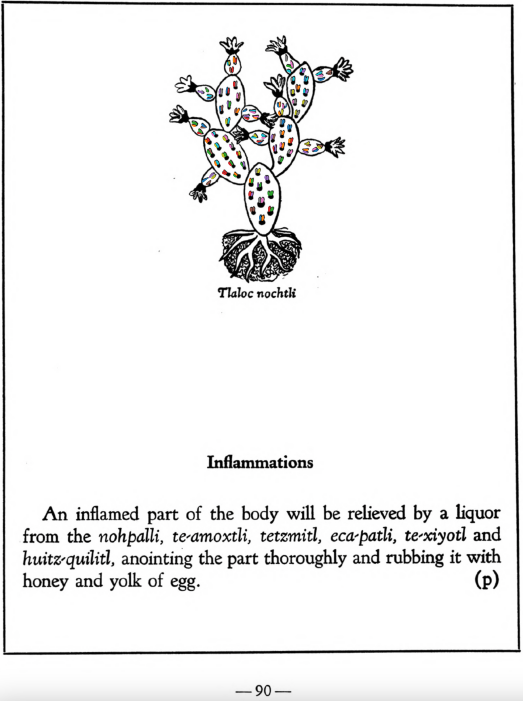 Tlaloc nochtli
Inflammations
An inflamed part of the body will be relieved by a liquor
from the nohpalli, te-amoxtli, tetzmitl, eca-patli, te-xiyotl and
huitz-quilitl, anointing the part thoroughly and rubbing it with
honey and yolk of egg. (p)
—90—